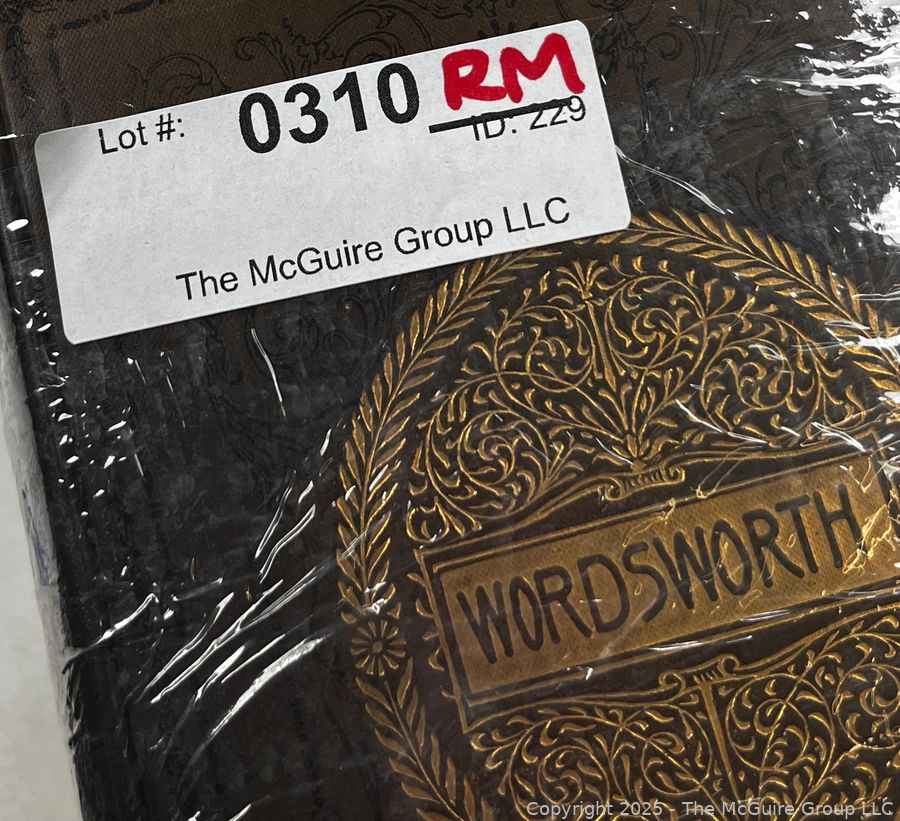 Lot #: 0310 RM
ID: 229
The McGuire Group LLC
WORDSWORTH
Copyright 2025 - The McGuire Group LLC